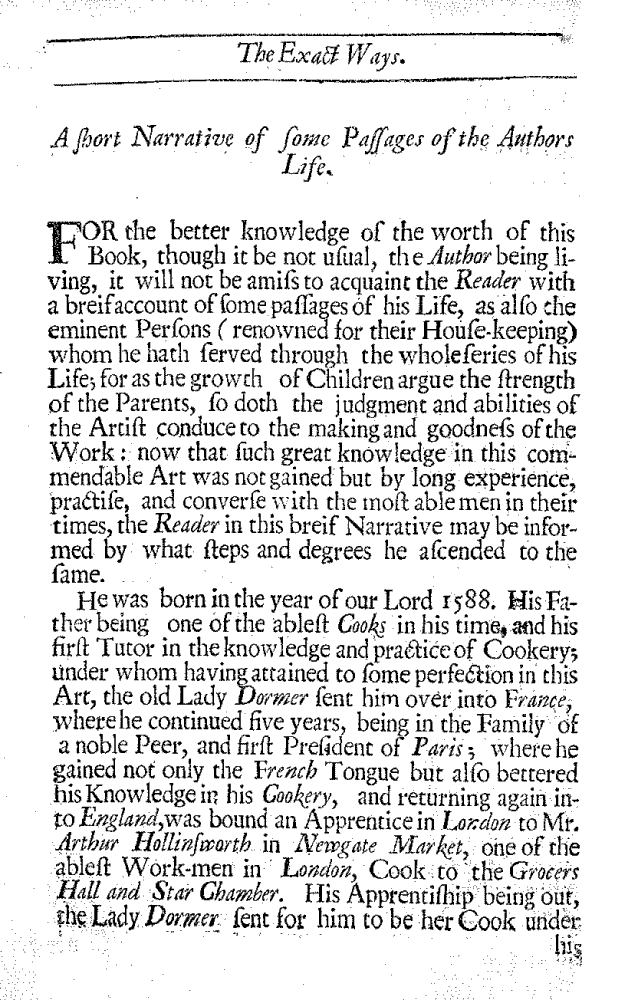 The Exact Ways.
A ſhort Narrative of ſome Paſſages of the Authors
Life.
FOR the better knowledge of the worth of this
Book, though it be not uſual, the Author being li-
ving, it will not be amiſs to acquaint the Reader with
a breif account of ſome paſſages of his Life, as alſo the
eminent Perſons ( renowned for their Houſe-keeping)
whom he hath ſerved through the whole ſeries of his
Life; for as the growth of Children argue the ſtrength
of the Parents, ſo doth the judgment and abilities of
the Artiſt conduce to the making and goodneſs of the
Work : now that ſuch great knowledge in this com-
mendable Art was not gained but by long experience,
practiſe, and converſe with the moſt able men in their
times, the Reader in this breif Narrative may be infor-
med by what ſteps and degrees he aſcended to the
ſame.
He was born in the year of our Lord 1588. His Fa-
ther being one of the ableſt Cooks in his time, and his
firſt Tutor in the knowledge and practice of Cookery;
under whom having attained to ſome perfection in this
Art, the old Lady Dormer ſent him over into France,
where he continued five years, being in the Family of
a noble Peer, and firſt Preſident of Paris ; where he
gained not only the French Tongue but alſo bettered
his Knowledge in his Cookery, and returning again in-
to England, was bound an Apprentice in London to Mr.
Arthur Hollinſworth in Newgate Market, one of the
ableſt Work-men in London, Cook to the Grocers
Hall and Star Chamber. His Apprentiſhip being out,
the Lady Dormer ſent for him to be her Cook under
his